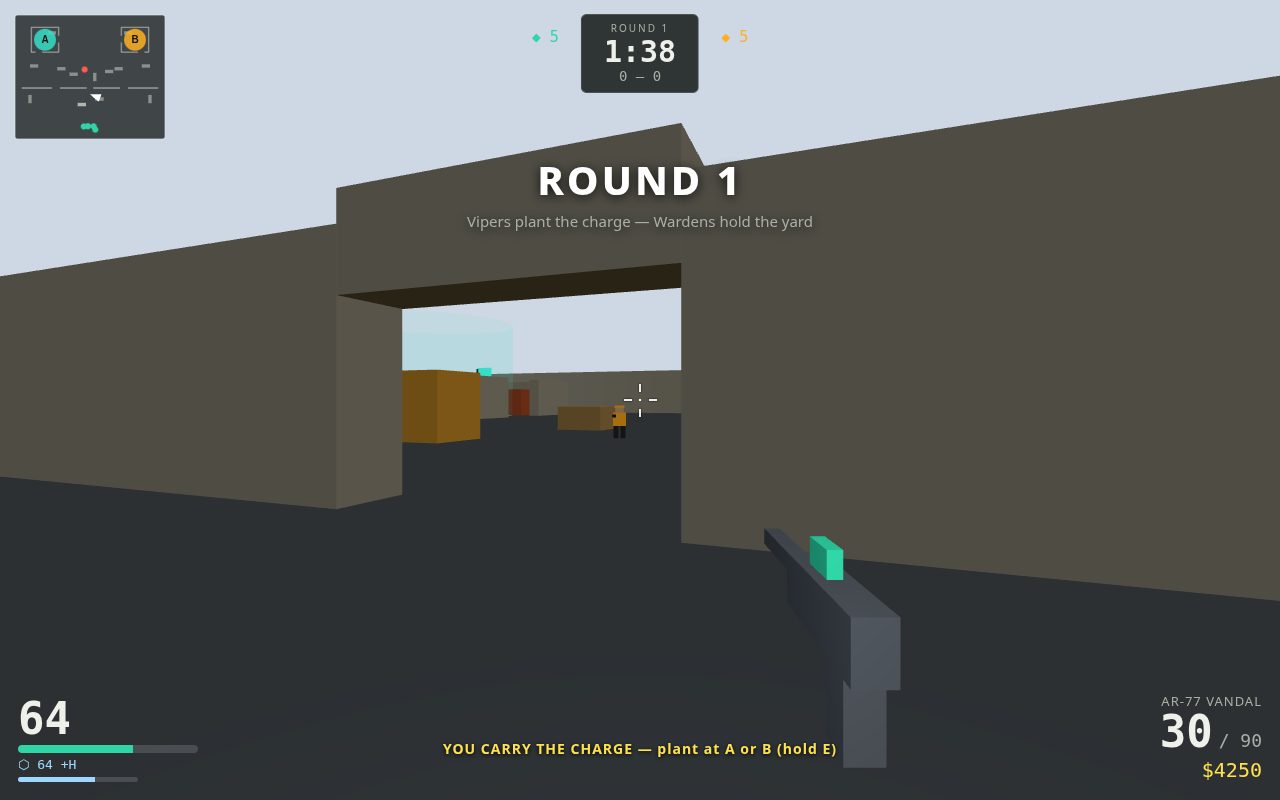 A
B
◆ 5
ROUND 1
1:38
0 — 0
◆ 5
ROUND 1
Vipers plant the charge — Wardens hold the yard
64
⬡ 64 +H
YOU CARRY THE CHARGE — plant at A or B (hold E)
AR-77 VANDAL
30 / 90
$4250